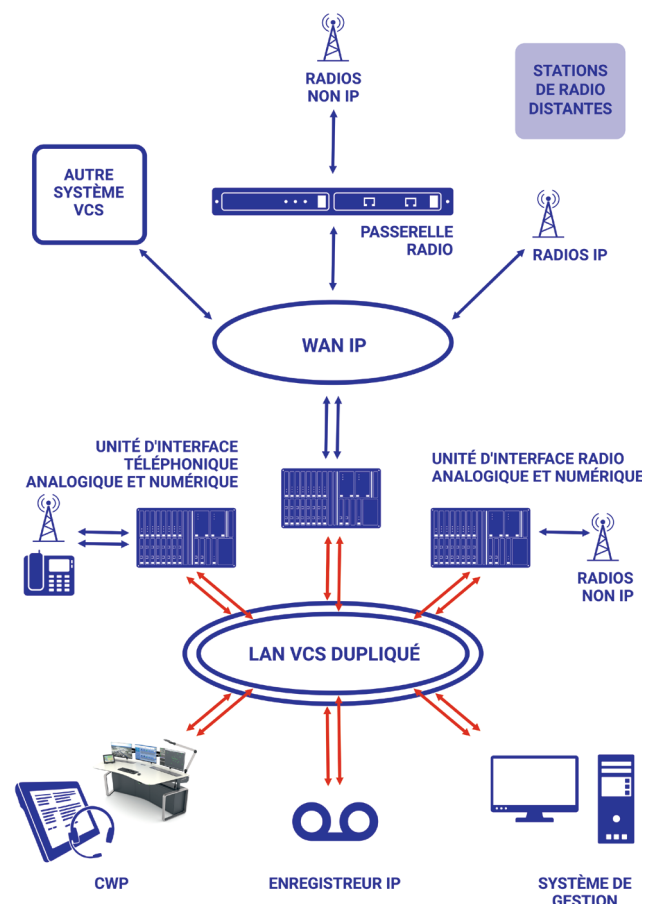 RADIOS
NON IP
STATIONS
DE RADIO
DISTANTES
AUTRE
SYSTÈME
VCS
PASSERELLE
RADIO
RADIOS IP
WAN IP
UNITÉ D'INTERFACE
TÉLÉPHONIQUE
ANALOGIQUE ET NUMÉRIQUE
UNITÉ D'INTERFACE RADIO
ANALOGIQUE ET NUMÉRIQUE
RADIOS
NON IP
LAN VCS DUPLIQUÉ
CWP
ENREGISTREUR IP
SYSTÈME DE
GESTION